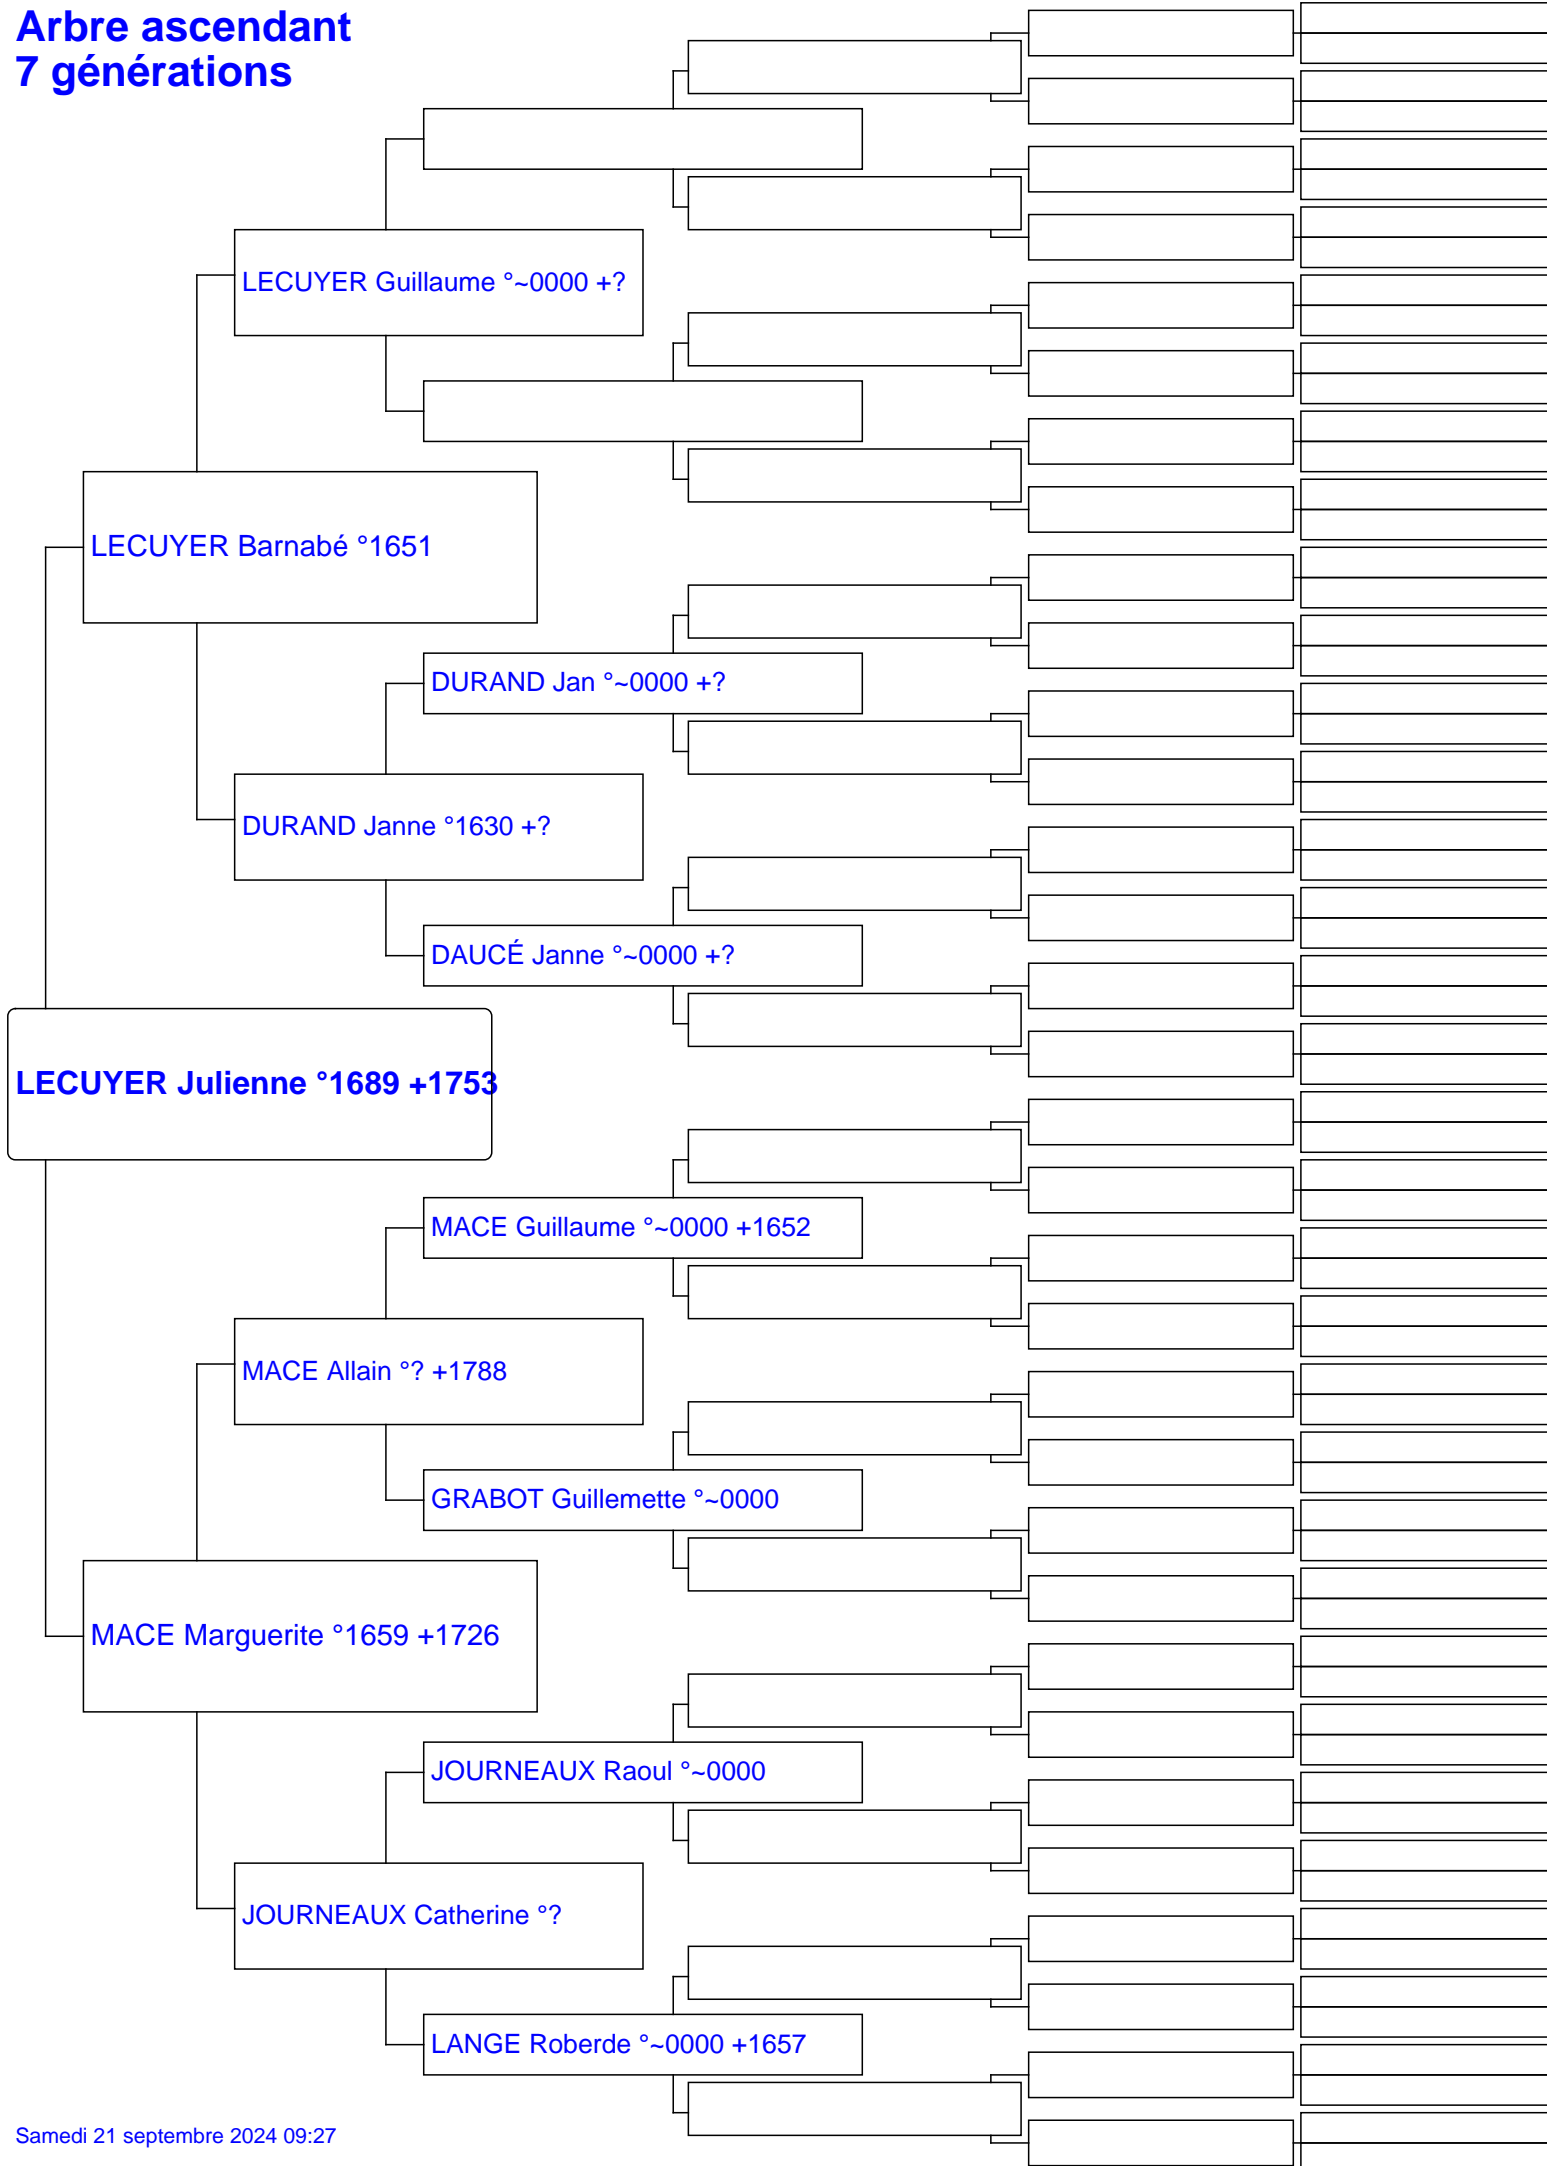 Arbre ascendant
7 générations
LECUYER Guillaume °~0000 +?
LECUYER Barnabé °1651
DURAND Jan °~0000 +?
DURAND Janne °1630 +?
DAUCÉ Janne °~0000 +?
LECUYER Julienne °1689 +1753
MACE Guillaume °~0000 +1652
MACE Allain °? +1788
GRABOT Guillemette °~0000
MACE Marguerite °1659 +1726
JOURNEAUX Raoul °~0000
JOURNEAUX Catherine °?
LANGE Roberde °~0000 +1657
Samedi 21 septembre 2024 09:27